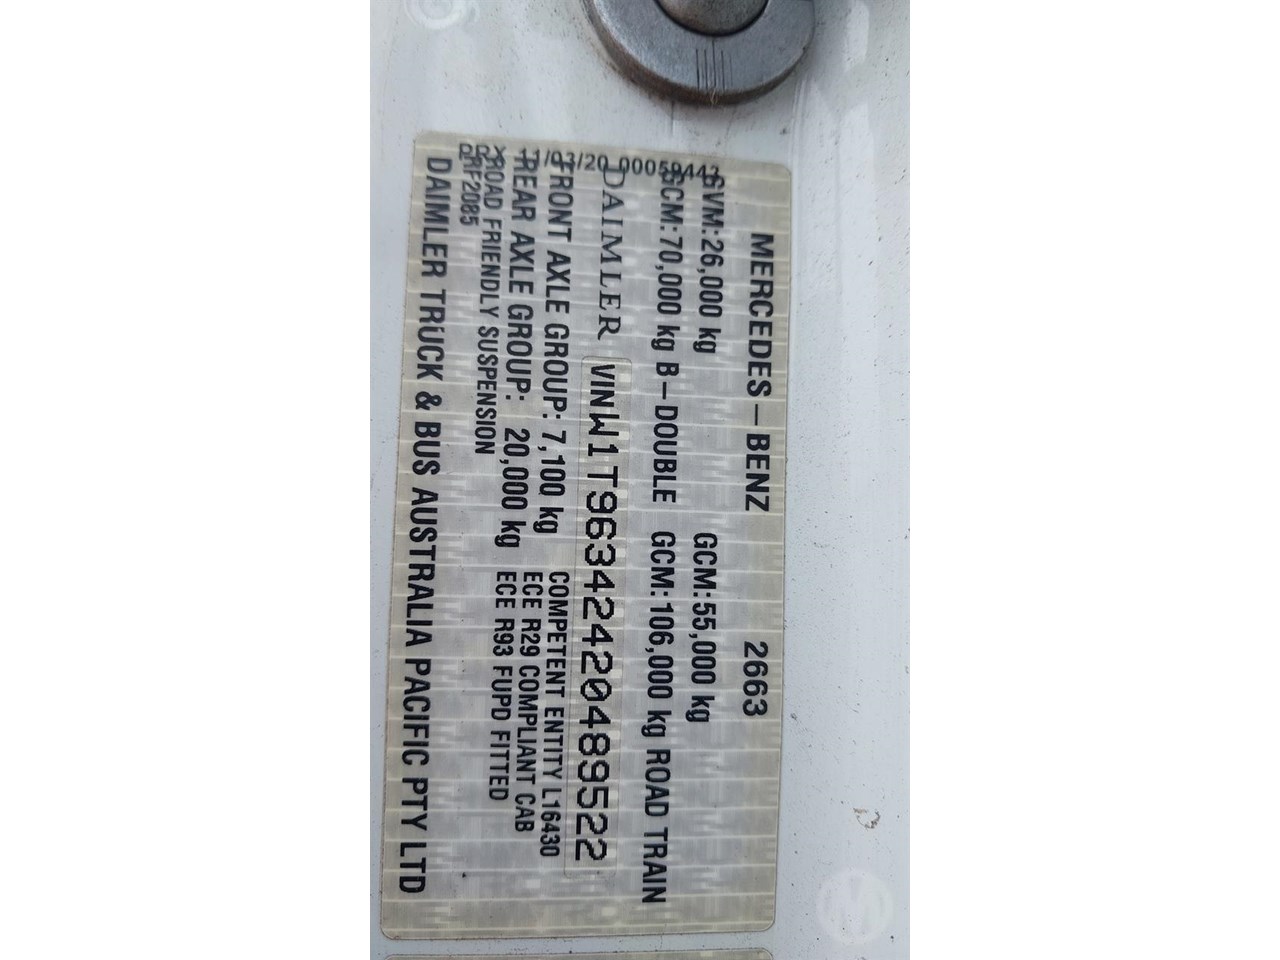 MERCEDES-BENZ 2663
GVM:26,000 kg GCM:55,000 kg
GCM:70,000 kg B-DOUBLE GCM:106,000 kg ROAD TRAIN
DAIMLER VIN W1T96342420489522
FRONT AXLE GROUP: 7,100 kg COMPETENT ENTITY L16430
REAR AXLE GROUP: 20,000 kg ECE R29 COMPLIANT CAB
ROAD FRIENDLY SUSPENSION ECE R93 FUPD FITTED
RF2085
DAIMLER TRUCK & BUS AUSTRALIA PACIFIC PTY LTD